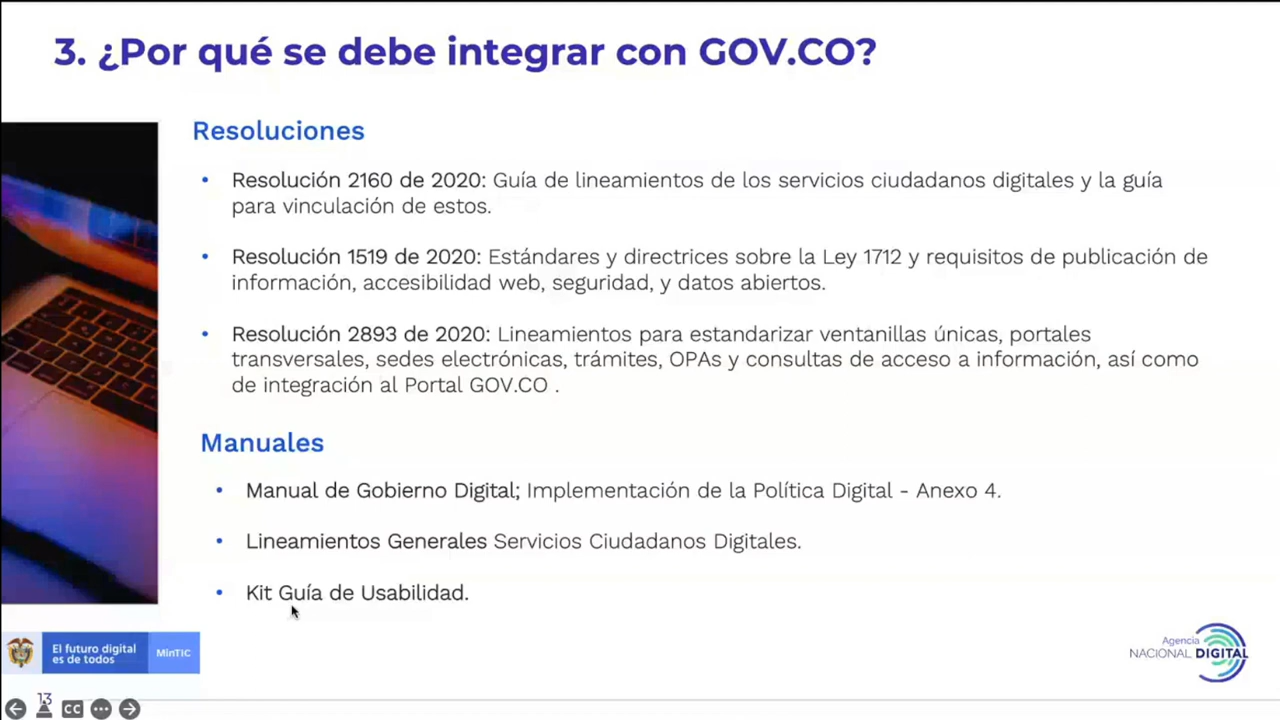 3. ¿Por qué se debe integrar con GOV.CO?
Resoluciones
• Resolución 2160 de 2020: Guía de lineamientos de los servicios ciudadanos digitales y la guía
para vinculación de estos.
• Resolución 1519 de 2020: Estándares y directrices sobre la Ley 1712 y requisitos de publicación de
información, accesibilidad web, seguridad, y datos abiertos.
• Resolución 2893 de 2020: Lineamientos para estandarizar ventanillas únicas, portales
transversales, sedes electrónicas, trámites, OPAs y consultas de acceso a información, así como
de integración al Portal GOV.CO .
Manuales
• Manual de Gobierno Digital; Implementación de la Política Digital - Anexo 4.
• Lineamientos Generales Servicios Ciudadanos Digitales.
• Kit Guía de Usabilidad.
El futuro digital
es de todos
MinTIC
Agencia
NACIONAL DIGITAL
13
CC